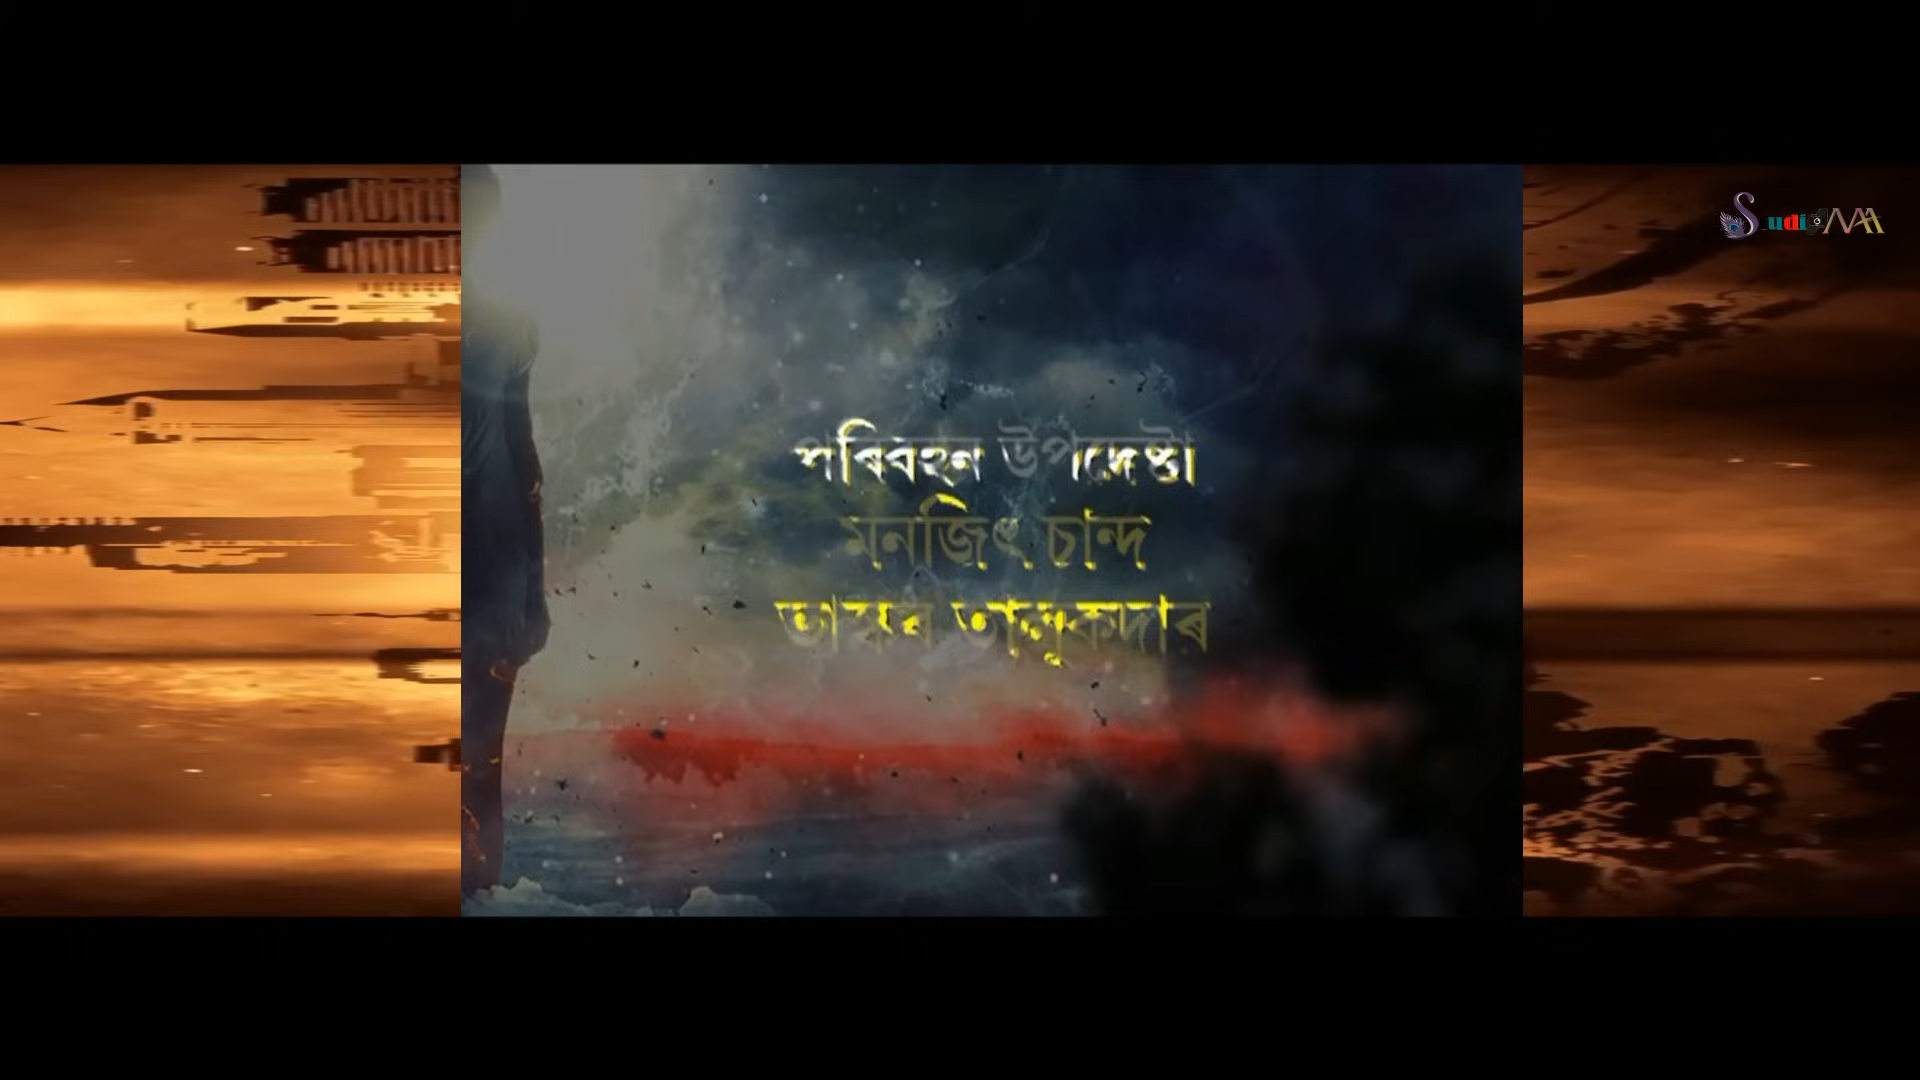 পৰিবহন উপদেষ্টা
মনজিৎ চান্দ
ভাস্কৰ তালুকদাৰ